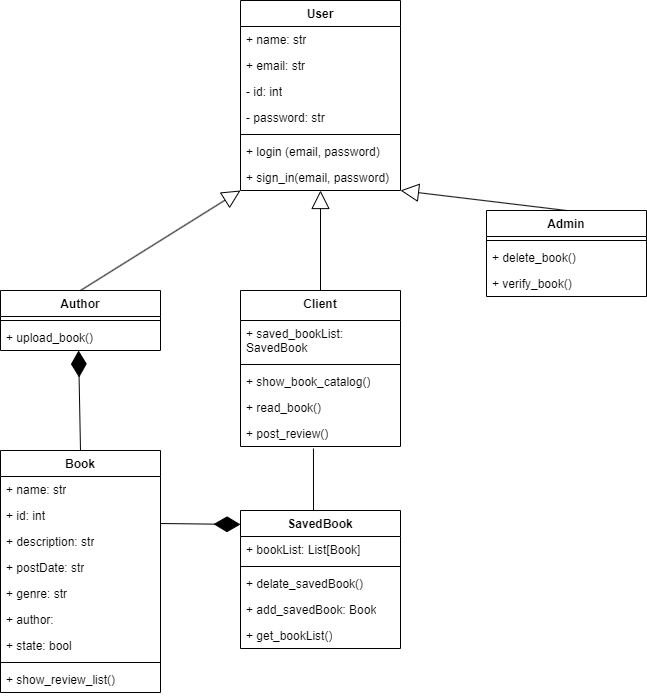 User
+ name: str
+ email: str
- id: int
- password: str
+ login (email, password)
+ sign_in(email, password)
Admin
+ delete_book()
+ verify_book()
Author
+ upload_book()
Client
+ saved_bookList:
SavedBook
+ show_book_catalog()
+ read_book()
+ post_review()
Book
+ name: str
+ id: int
+ description: str
+ postDate: str
+ genre: str
+ author:
+ state: bool
+ show_review_list()
SavedBook
+ bookList: List[Book]
+ delate_savedBook()
+ add_savedBook: Book
+ get_bookList()